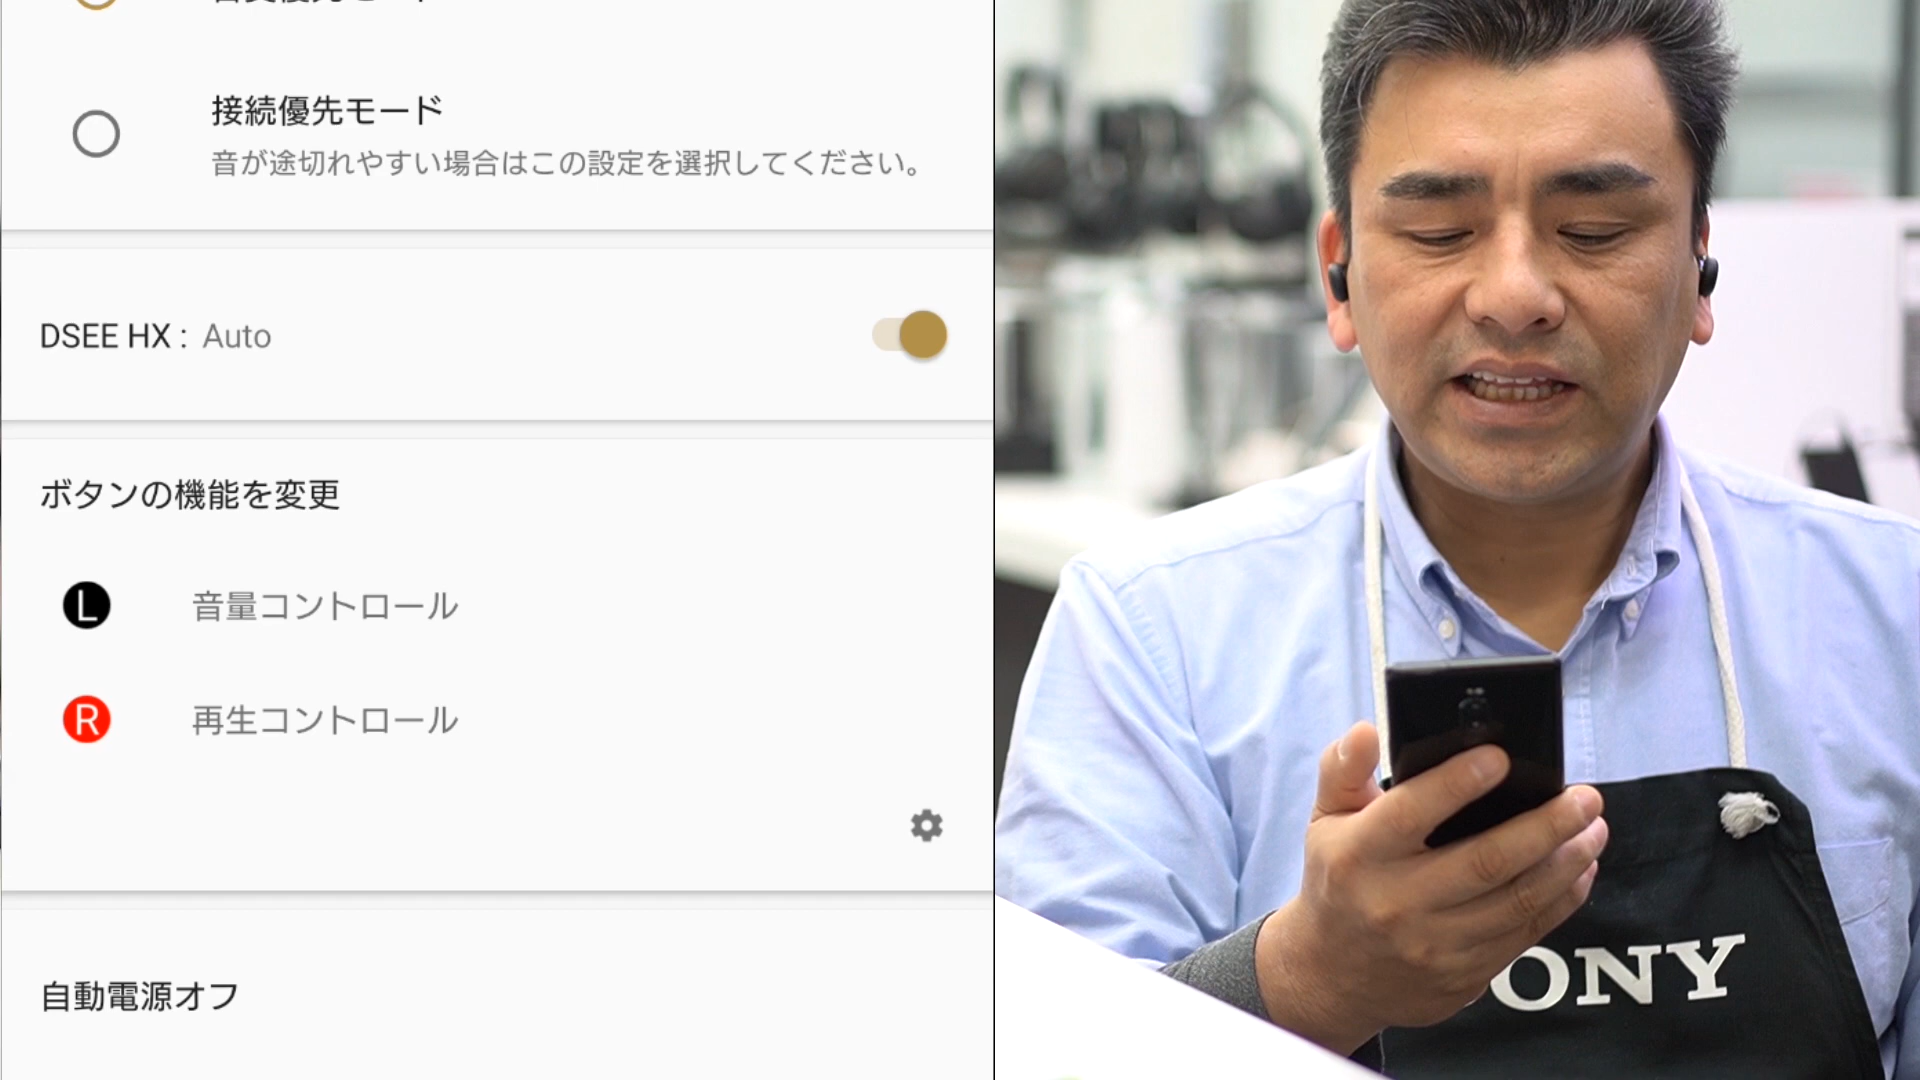 接続優先モード
音が途切れやすい場合はこの設定を選択してください。
DSEE HX : Auto
ボタンの機能を変更
L 音量コントロール
R 再生コントロール
自動電源オフ
ONY